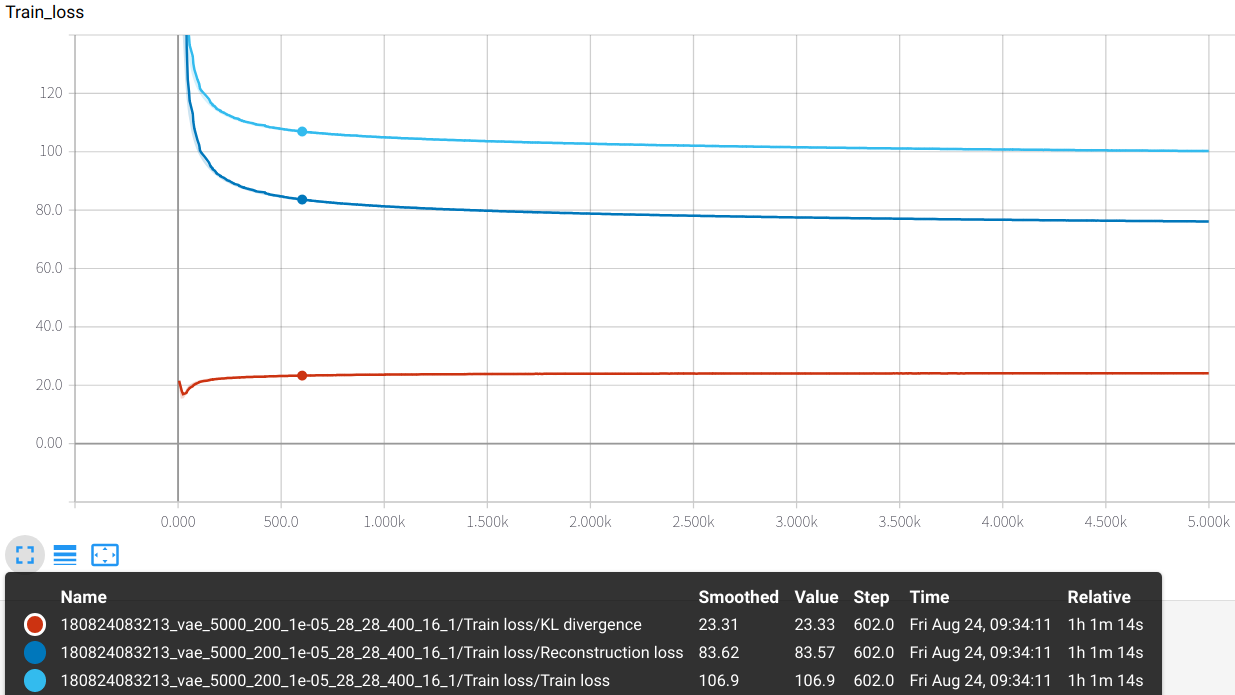 Train_loss
120
100
80.0
60.0
40.0
20.0
0.00
0.000 500.0 1.000k 1.500k 2.000k 2.500k 3.000k 3.500k 4.000k 4.500k 5.000k
Name Smoothed Value Step Time Relative
180824083213_vae_5000_200_1e-05_28_28_400_16_1/Train loss/KL divergence 23.31 23.33 602.0 Fri Aug 24, 09:34:11 1h 1m 14s
180824083213_vae_5000_200_1e-05_28_28_400_16_1/Train loss/Reconstruction loss 83.62 83.57 602.0 Fri Aug 24, 09:34:11 1h 1m 14s
180824083213_vae_5000_200_1e-05_28_28_400_16_1/Train loss/Train loss 106.9 106.9 602.0 Fri Aug 24, 09:34:11 1h 1m 14s